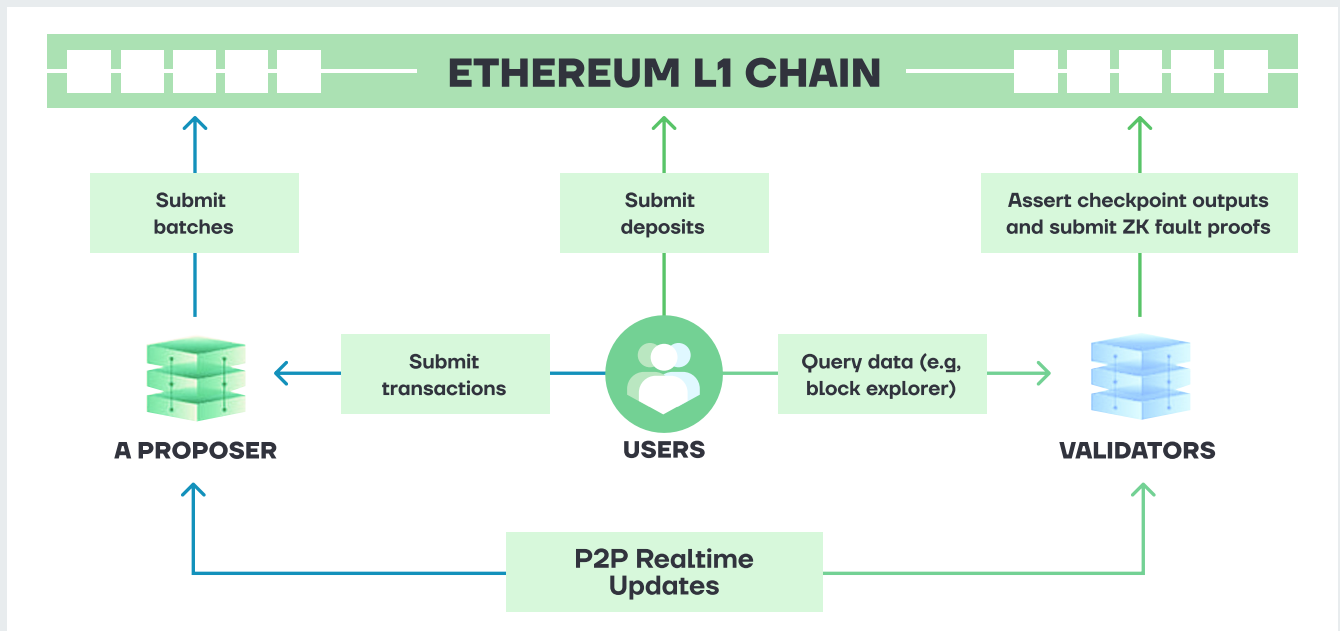 ETHEREUM L1 CHAIN
Submit
batches
Submit
deposits
Assert checkpoint outputs
and submit ZK fault proofs
Submit
transactions
Query data (e.g,
block explorer)
A PROPOSER
USERS
VALIDATORS
P2P Realtime
Updates